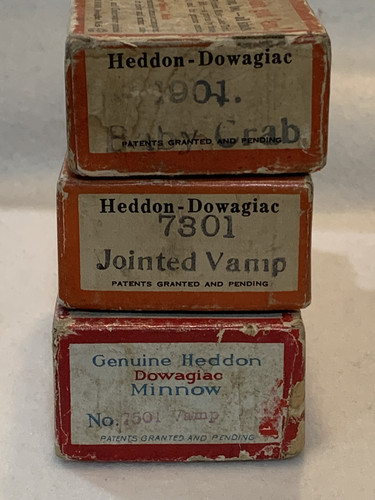 Heddon-Dowagiac
1901.
Baby Crab.
PATENTS GRANTED AND PENDING
Heddon-Dowagiac
7301
Jointed Vamp
PATENTS GRANTED AND PENDING
Genuine Heddon
Dowagiac
Minnow
No. 7501 Vamp
PATENTS GRANTED AND PENDING